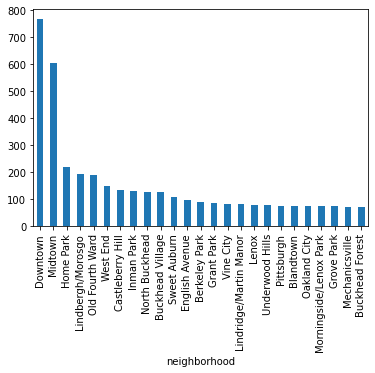 800
700
600
500
400
300
200
100
0
Downtown
Midtown
Home Park
Lindbergh/Morosgo
Old Fourth Ward
West End
Castleberry Hill
Inman Park
North Buckhead
Buckhead Village
Sweet Auburn
English Avenue
Berkeley Park
Grant Park
Vine City
Lindridge/Martin Manor
Lenox
Underwood Hills
Pittsburgh
Blandtown
Oakland City
Morningside/Lenox Park
Grove Park
Mechanicsville
Buckhead Forest
neighborhood